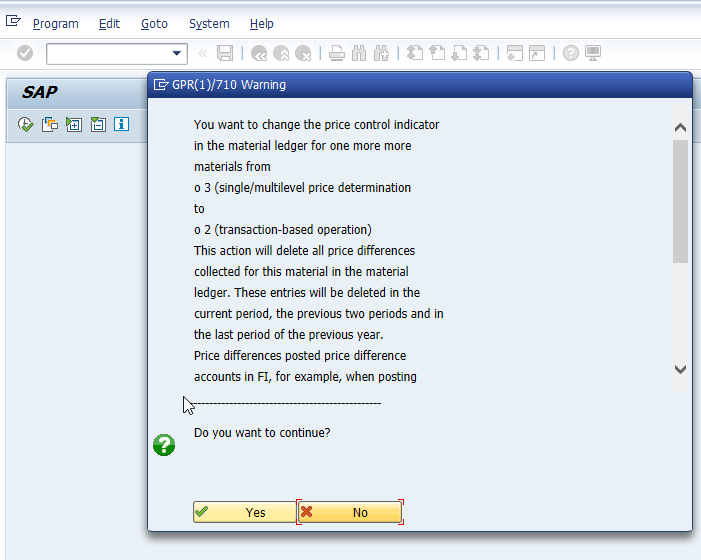 Program Edit Goto System Help
SAP
GPR(1)/710 Warning
You want to change the price control indicator
in the material ledger for one more more
materials from
o 3 (single/multilevel price determination
to
o 2 (transaction-based operation)
This action will delete all price differences
collected for this material in the material
ledger. These entries will be deleted in the
current period, the previous two periods and in
the last period of the previous year.
Price differences posted price difference
accounts in FI, for example, when posting
------------------------------------------------
Do you want to continue?
Yes No